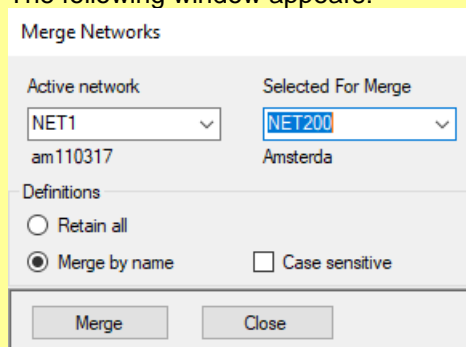 The following window appears:
Merge Networks
Active network Selected For Merge
NET1 NET200
am110317 Amsterda
Definitions
Retain all
Merge by name Case sensitive
Merge Close